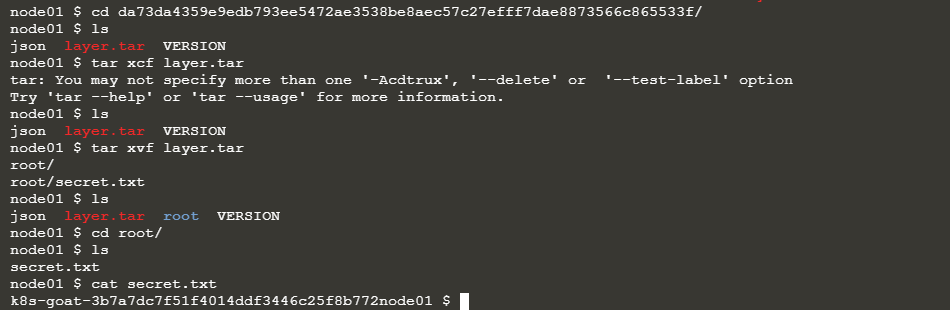 node01 $ cd da73da4359e9edb793ee5472ae3538be8aec57c27efff7dae8873566c865533f/
node01 $ ls
json  layer.tar  VERSION
node01 $ tar xcf layer.tar
tar: You may not specify more than one '-Acdtrux', '--delete' or  '--test-label' option
Try 'tar --help' or 'tar --usage' for more information.
node01 $ ls
json  layer.tar  VERSION
node01 $ tar xvf layer.tar
root/
root/secret.txt
node01 $ ls
json  layer.tar  root  VERSION
node01 $ cd root/
node01 $ ls
secret.txt
node01 $ cat secret.txt
k8s-goat-3b7a7dc7f51f4014ddf3446c25f8b772node01 $